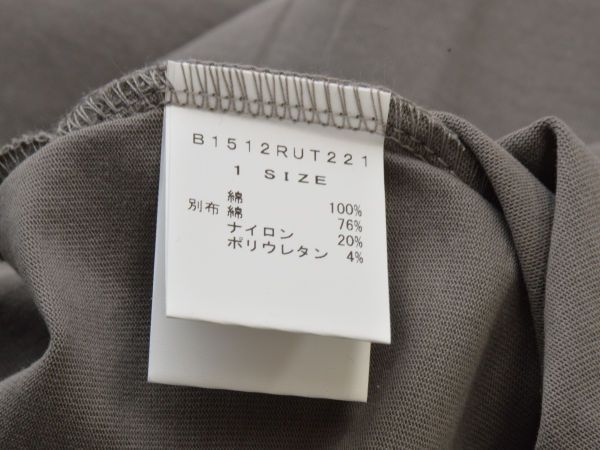 B1512RUT221
1 SIZE
綿 100%
別布 綿 76%
ナイロン 20%
ポリウレタン 4%